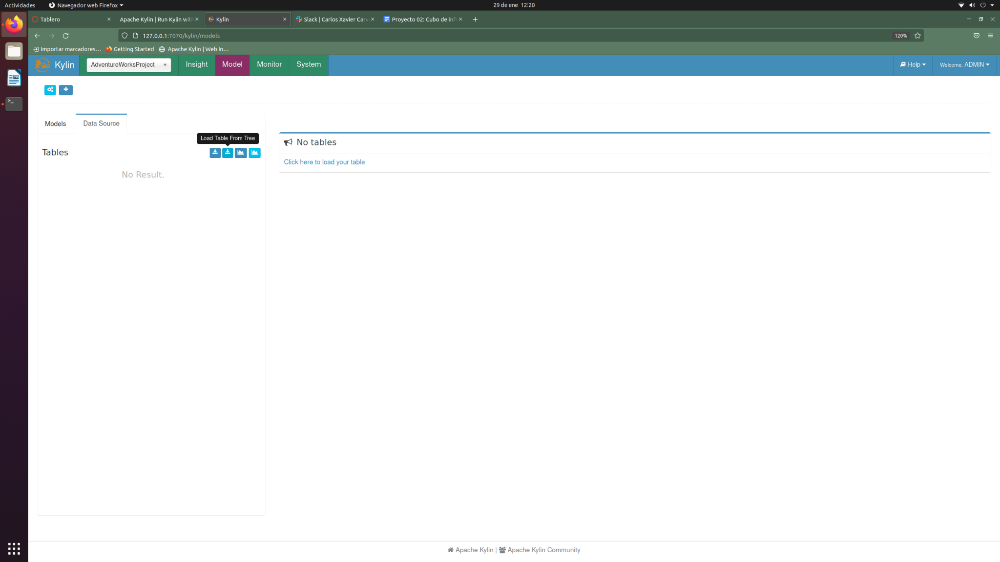 Actividades Navegador web Firefox 29 de ene 12:20
Tablero Apache Kylin | Run Kylin with Kylin Slack | Carlos Xavier Carv Proyecto 02: Cubo de info
127.0.0.1:7070/kylin/models 120%
Importar marcadores... Getting Started Apache Kylin | Web In...
Kylin AdventureWorksProject Insight Model Monitor System Help Welcome, ADMIN
Models Data Source
Load Table From Tree
No tables
Tables
Click here to load your table
No Result.
Apache Kylin | Apache Kylin Community